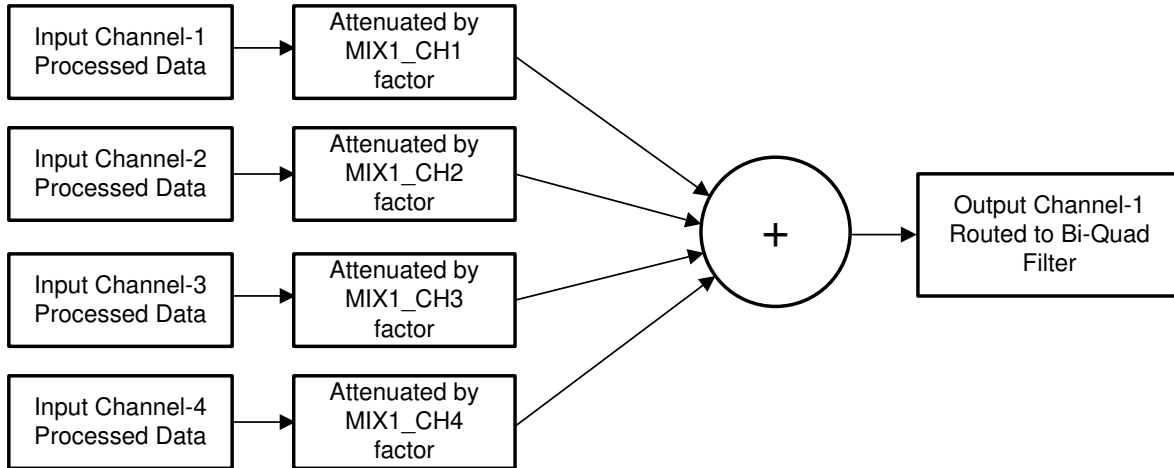 Input Channel-1
Processed Data
Attenuated by
MIX1_CH1
factor
Input Channel-2
Processed Data
Attenuated by
MIX1_CH2
factor
Input Channel-3
Processed Data
Attenuated by
MIX1_CH3
factor
Input Channel-4
Processed Data
Attenuated by
MIX1_CH4
factor
+
Output Channel-1
Routed to Bi-Quad
Filter